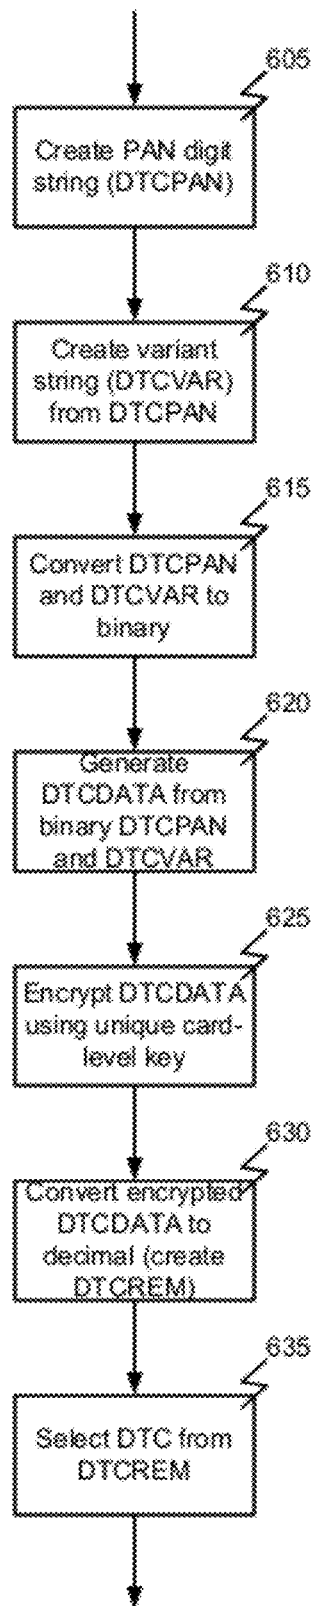 605
Create PAN digit
string (DTCPAN)
610
Create variant
string (DTCVAR)
from DTCPAN
615
Convert DTCPAN
and DTCVAR to
binary
620
Generate
DTCDATA from
binary DTCPAN
and DTCVAR
625
Encrypt DTCDATA
using unique card-
level key
630
Convert encrypted
DTCDATA to
decimal (create
DTCREM)
635
Select DTC from
DTCREM